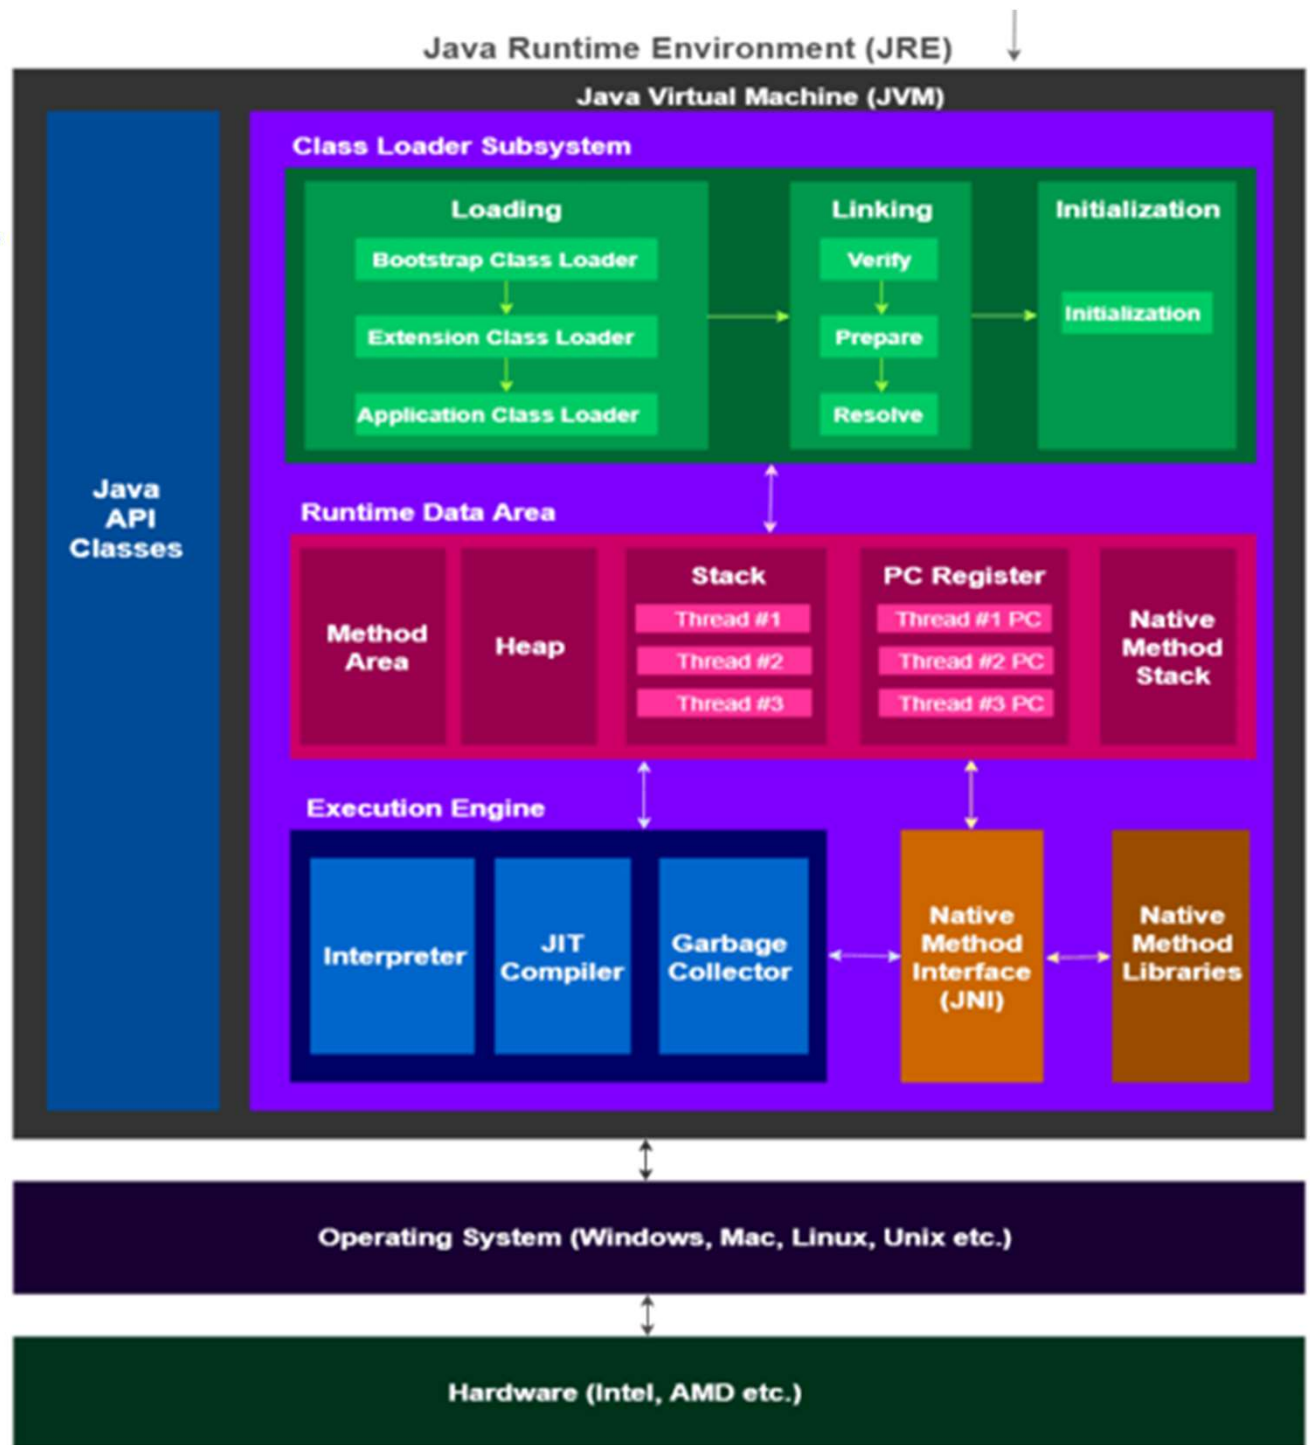 Java Runtime Environment (JRE)
Java Virtual Machine (JVM)
Java
API
Classes
Class Loader Subsystem
Loading
Bootstrap Class Loader
Extension Class Loader
Application Class Loader
Linking
Verify
Prepare
Resolve
Initialization
Initialization
Runtime Data Area
Method
Area
Heap
Stack
Thread #1
Thread #2
Thread #3
PC Register
Thread #1 PC
Thread #2 PC
Thread #3 PC
Native
Method
Stack
Execution Engine
Interpreter
JIT
Compiler
Garbage
Collector
Native
Method
Interface
(JNI)
Native
Method
Libraries
Operating System (Windows, Mac, Linux, Unix etc.)
Hardware (Intel, AMD etc.)